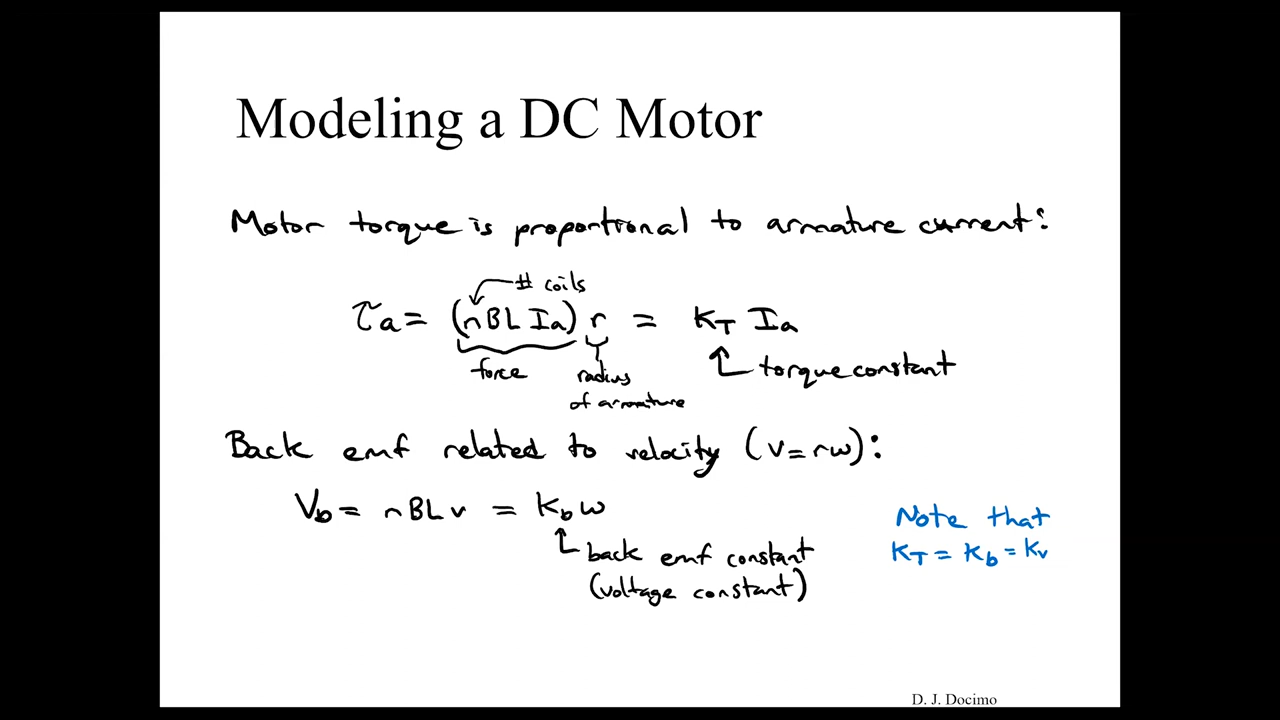 Modeling a DC Motor
Motor torque is proportional to armature current:
# coils
τa = (nBLIa) r = KT Ia
force
radius
of armature
torque constant
Back emf related to velocity (v=rω):
Vb = nBLv = Kb ω
back emf constant
(voltage constant)
Note that
KT = Kb = Kv
D. J. Docimo